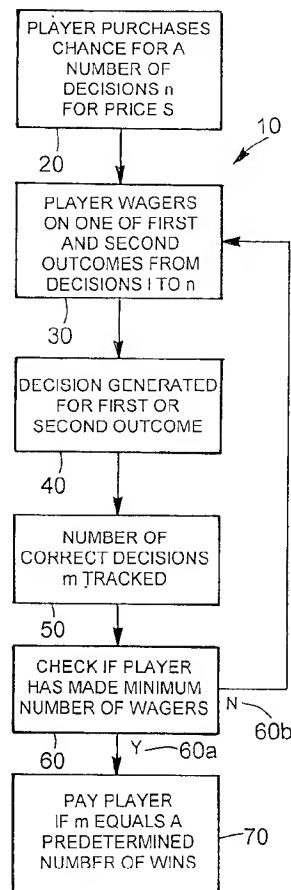 PLAYER PURCHASES
CHANCE FOR A
NUMBER OF
DECISIONS n
FOR PRICE S
20
10
PLAYER WAGERS
ON ONE OF FIRST
AND SECOND
OUTCOMES FROM
DECISIONS I TO n
30
DECISION GENERATED
FOR FIRST OR
SECOND OUTCOME
40
NUMBER OF
CORRECT DECISIONS
m TRACKED
50
CHECK IF PLAYER
HAS MADE MINIMUM
NUMBER OF WAGERS
60
Y
60a
N
60b
PAY PLAYER
IF m EQUALS A
PREDETERMINED
NUMBER OF WINS
70